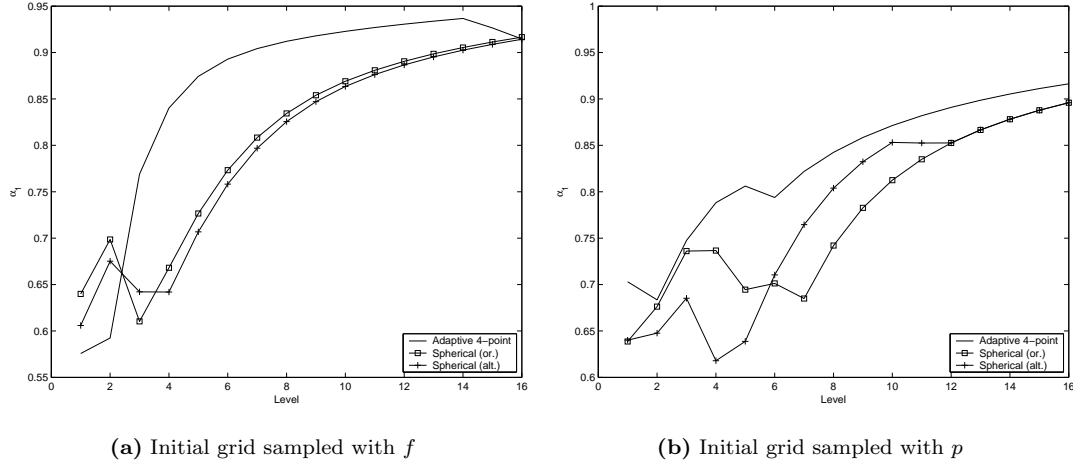 0.95
0.9
0.85
0.8
0.75
0.7
0.65
0.6
0.55
α1
0 2 4 6 8 10 12 14 16
Level
Adaptive 4−point
Spherical (or.)
Spherical (alt.)
(a) Initial grid sampled with f
1
0.95
0.9
0.85
0.8
0.75
0.7
0.65
0.6
α1
0 2 4 6 8 10 12 14 16
Level
Adaptive 4−point
Spherical (or.)
Spherical (alt.)
(b) Initial grid sampled with p